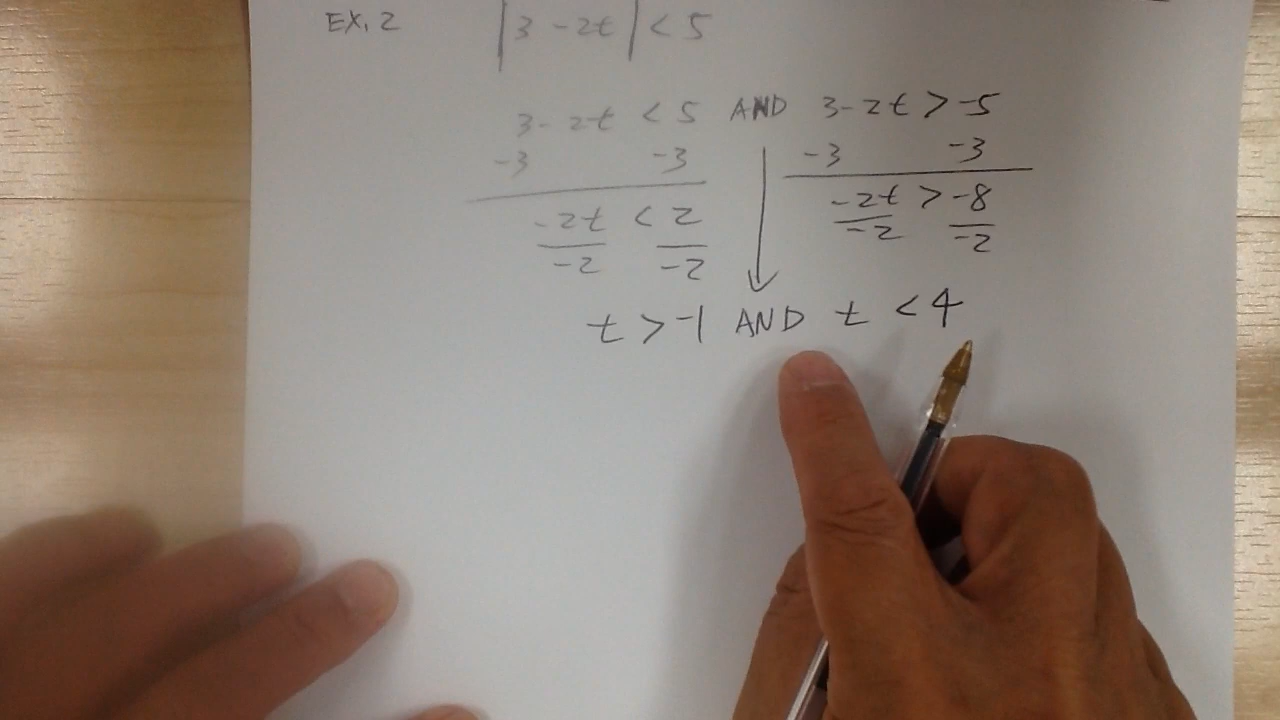 EX. 2 |3 - 2t| < 5
3 - 2t < 5 AND 3 - 2t > -5
-3 -3 -3 -3
-2t < 2 -2t > -8
-2 -2 -2 -2
t > -1 AND t < 4